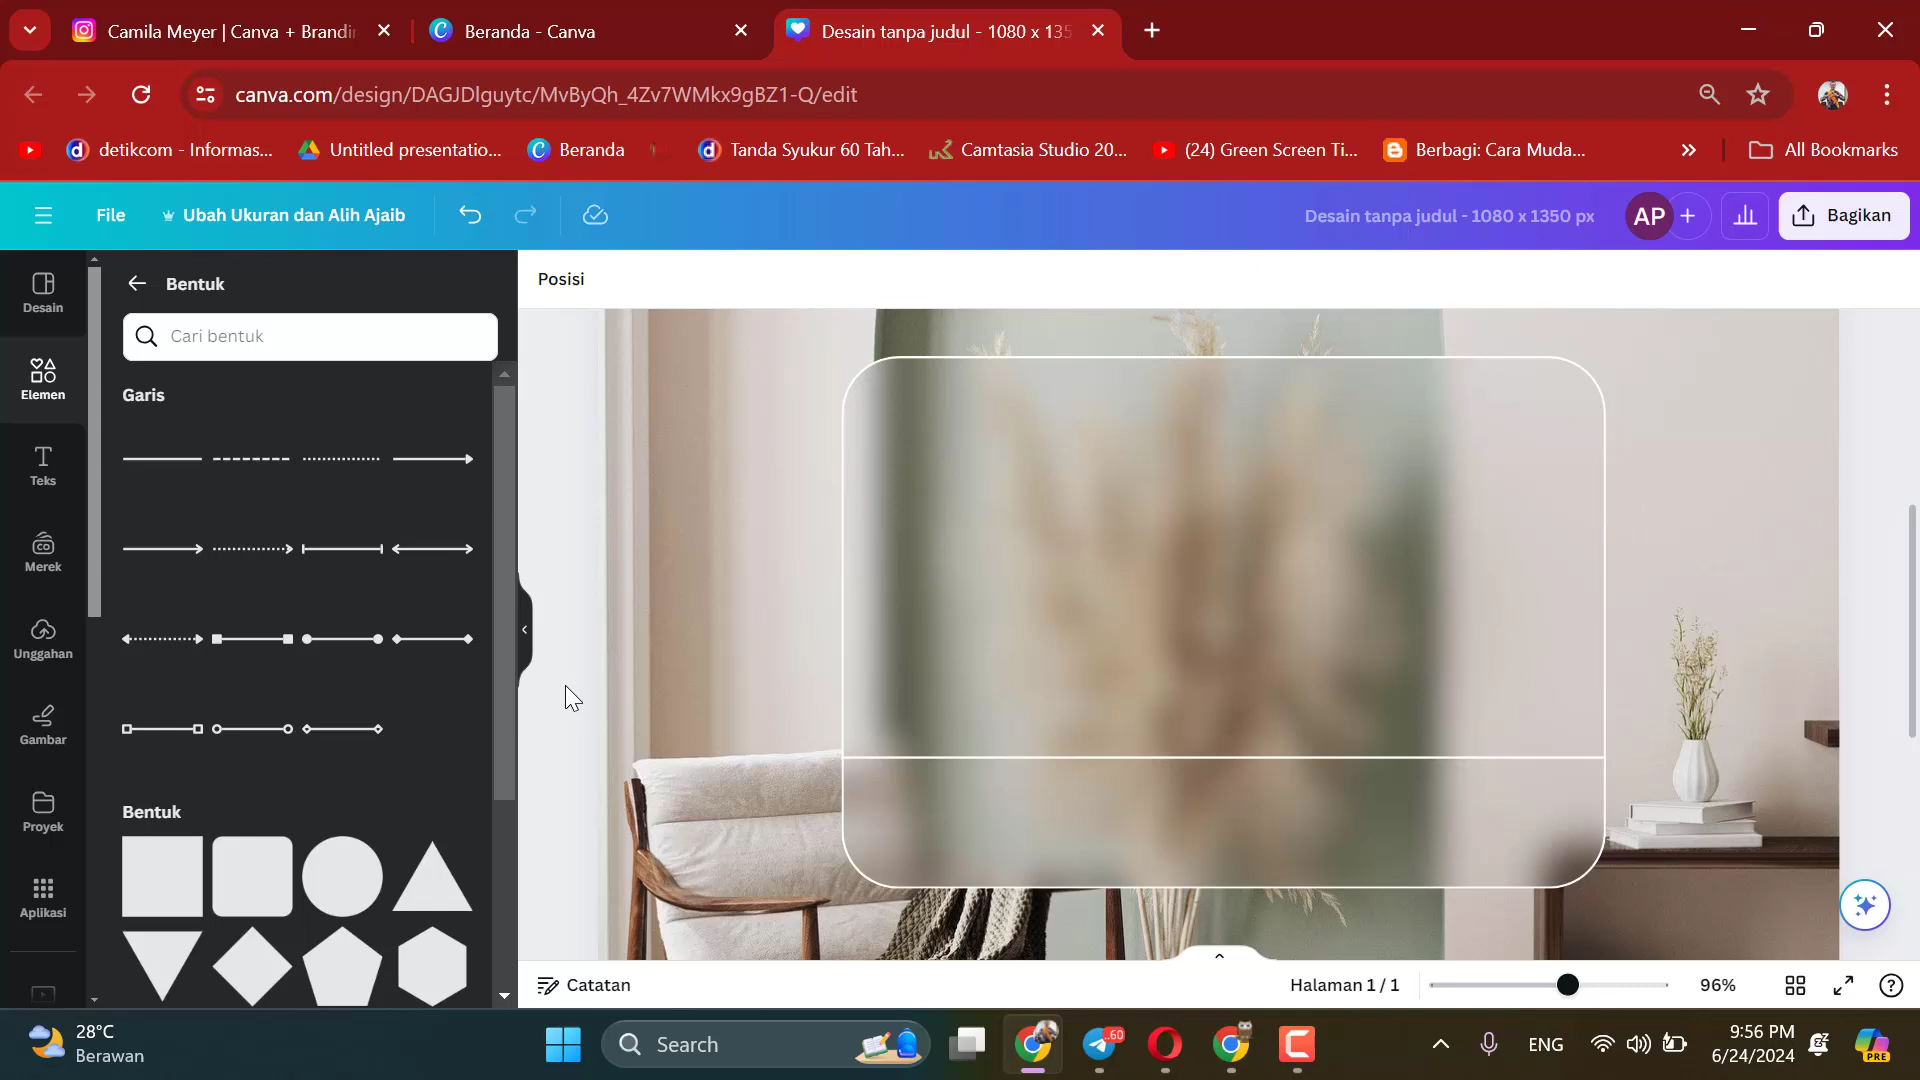 Camila Meyer | Canva + Brandin
Beranda - Canva
Desain tanpa judul - 1080 x 135
canva.com/design/DAGJDlguytc/MvByQh_4Zv7WMkx9gBZ1-Q/edit
detikcom - Informas...
Untitled presentatio...
Beranda
Tanda Syukur 60 Tah...
Camtasia Studio 20...
(24) Green Screen Ti...
Berbagi: Cara Muda...
All Bookmarks
File
Ubah Ukuran dan Alih Ajaib
Desain tanpa judul - 1080 x 1350 px
AP
Bagikan
Desain
Elemen
Teks
Merek
Unggahan
Gambar
Proyek
Aplikasi
Bentuk
Cari bentuk
Garis
Bentuk
Posisi
Catatan
Halaman 1 / 1
96%
28°C
Berawan
Search
60
ENG
9:56 PM
6/24/2024
PRE